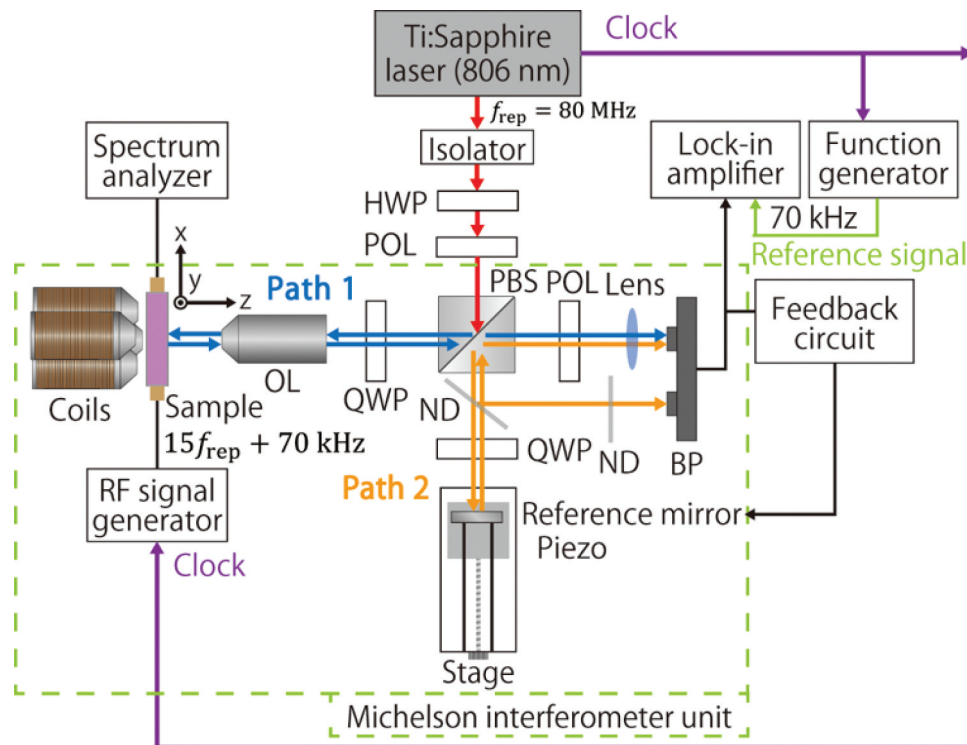 Ti:Sapphire
laser (806 nm)
Clock
f_rep = 80 MHz
Spectrum
analyzer
Isolator
Lock-in
amplifier
Function
generator
HWP
70 kHz
POL
Reference signal
x
y
z
Path 1
PBS
POL
Lens
Feedback
circuit
Coils
Sample
OL
QWP
ND
15f_rep + 70 kHz
QWP
ND
BP
RF signal
generator
Path 2
Reference mirror
Piezo
Clock
Stage
Michelson interferometer unit